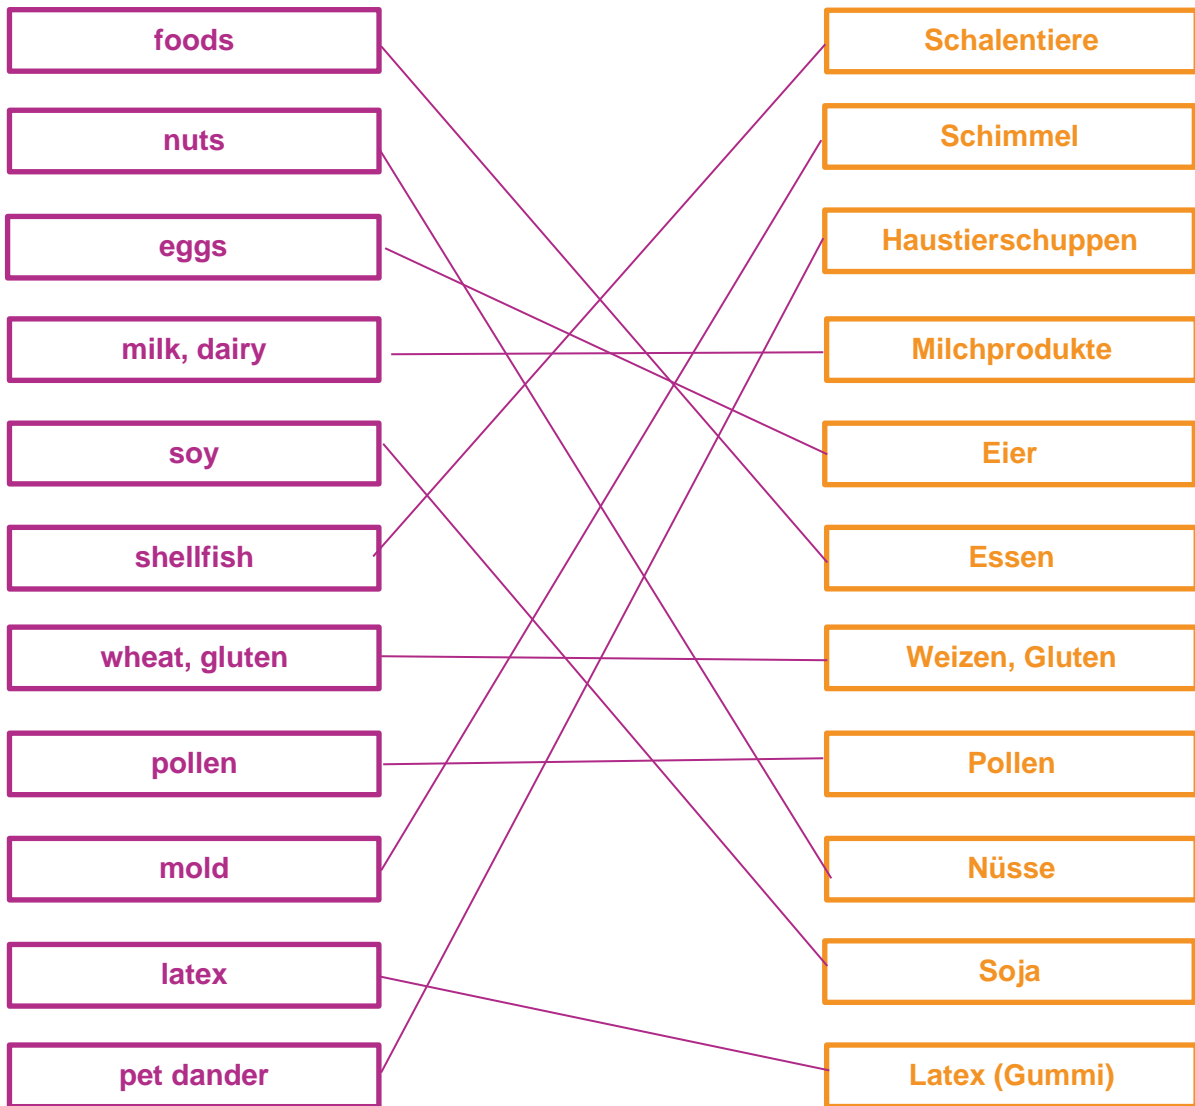 foods
nuts
eggs
milk, dairy
soy
shellfish
wheat, gluten
pollen
mold
latex
pet dander
Schalentiere
Schimmel
Haustierschuppen
Milchprodukte
Eier
Essen
Weizen, Gluten
Pollen
Nüsse
Soja
Latex (Gummi)